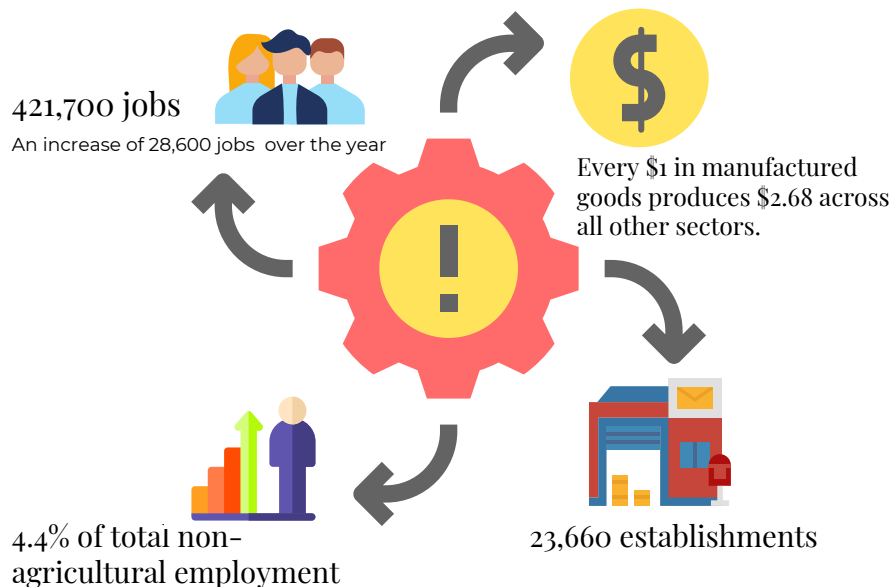 421,700 jobs
An increase of 28,600 jobs over the year
$
Every $1 in manufactured
goods produces $2.68 across
all other sectors.
!
4.4% of total non-
agricultural employment
23,660 establishments